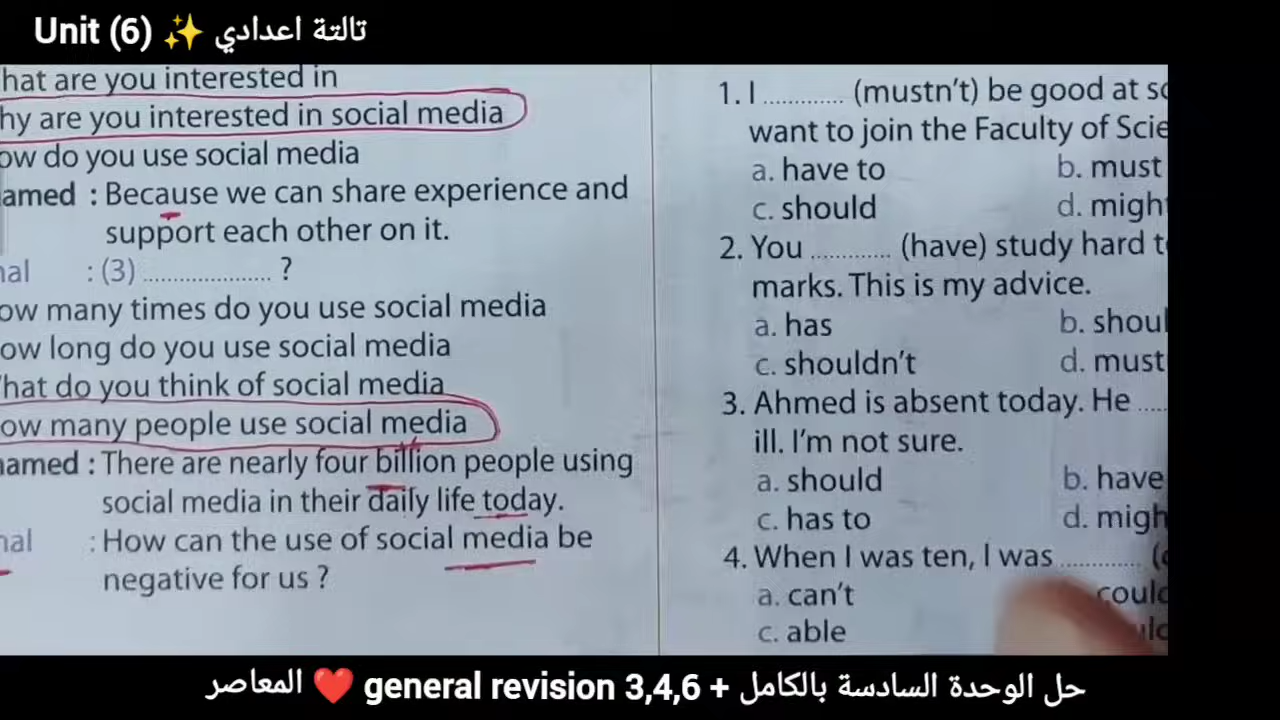 Unit (6) ✨ تالتة اعدادي
hat are you interested in
hy are you interested in social media
ow do you use social media
amed : Because we can share experience and
support each other on it.
nal : (3) .................... ?
ow many times do you use social media
ow long do you use social media
hat do you think of social media
ow many people use social media
named : There are nearly four billion people using
social media in their daily life today.
nal : How can the use of social media be
negative for us ?
1. I ............. (mustn't) be good at sc
want to join the Faculty of Scie
a. have to b. must
c. should d. migh
2. You ............. (have) study hard t
marks. This is my advice.
a. has b. shoul
c. shouldn't d. must
3. Ahmed is absent today. He .....
ill. I'm not sure.
a. should b. have
c. has to d. migh
4. When I was ten, I was .............
a. can't could
c. able
حل الوحدة السادسة بالكامل + general revision 3,4,6 ❤️ المعاصر